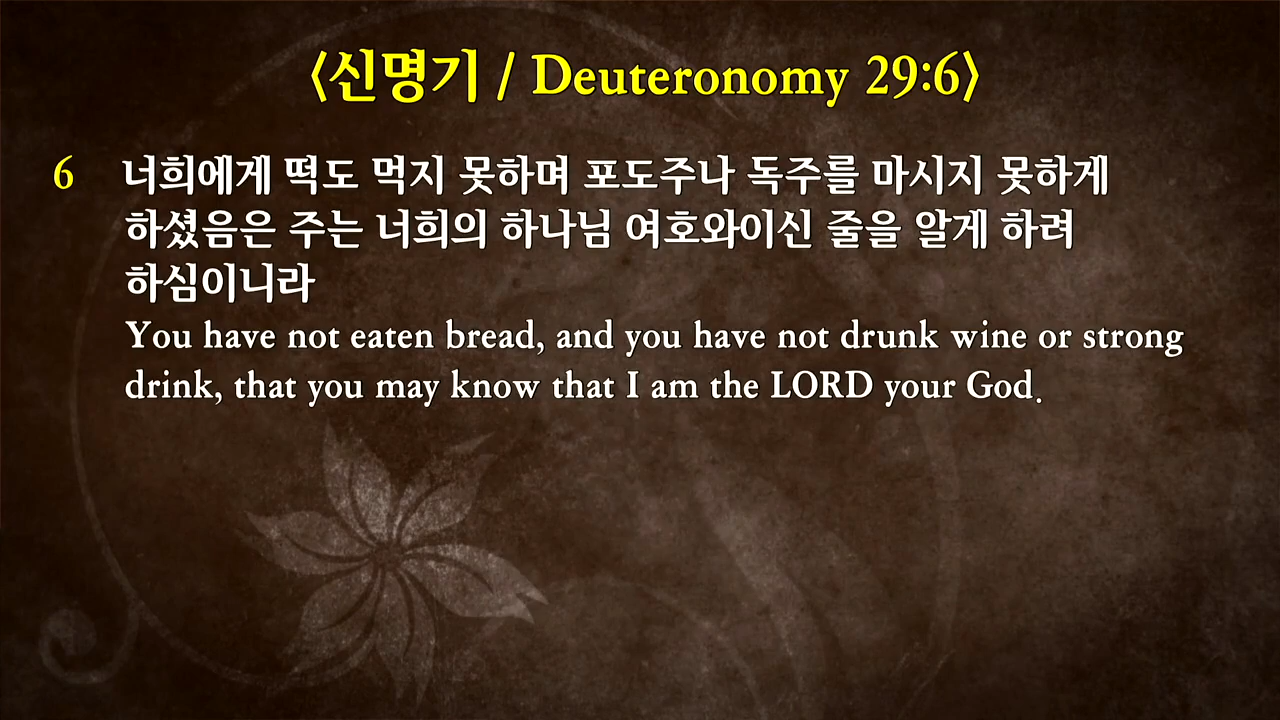 〈신명기 / Deuteronomy 29:6〉
6 너희에게 떡도 먹지 못하며 포도주나 독주를 마시지 못하게
하셨음은 주는 너희의 하나님 여호와이신 줄을 알게 하려
하심이니라
You have not eaten bread, and you have not drunk wine or strong
drink, that you may know that I am the LORD your God.